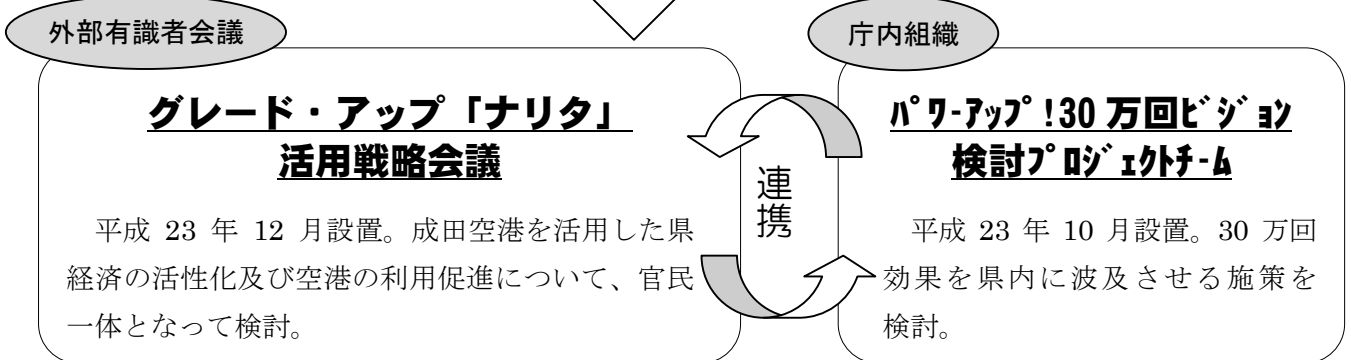 外部有識者会議
グレード・アップ「ナリタ」
活用戦略会議
平成 23 年 12 月設置。成田空港を活用した県
経済の活性化及び空港の利用促進について、官民
一体となって検討。
連携
庁内組織
ﾊﾟﾜｰｱｯﾌﾟ!30 万回ﾋﾞｼﾞｮﾝ
検討ﾌﾟﾛｼﾞｪｸﾄﾁｰﾑ
平成 23 年 10 月設置。30 万回
効果を県内に波及させる施策を
検討。